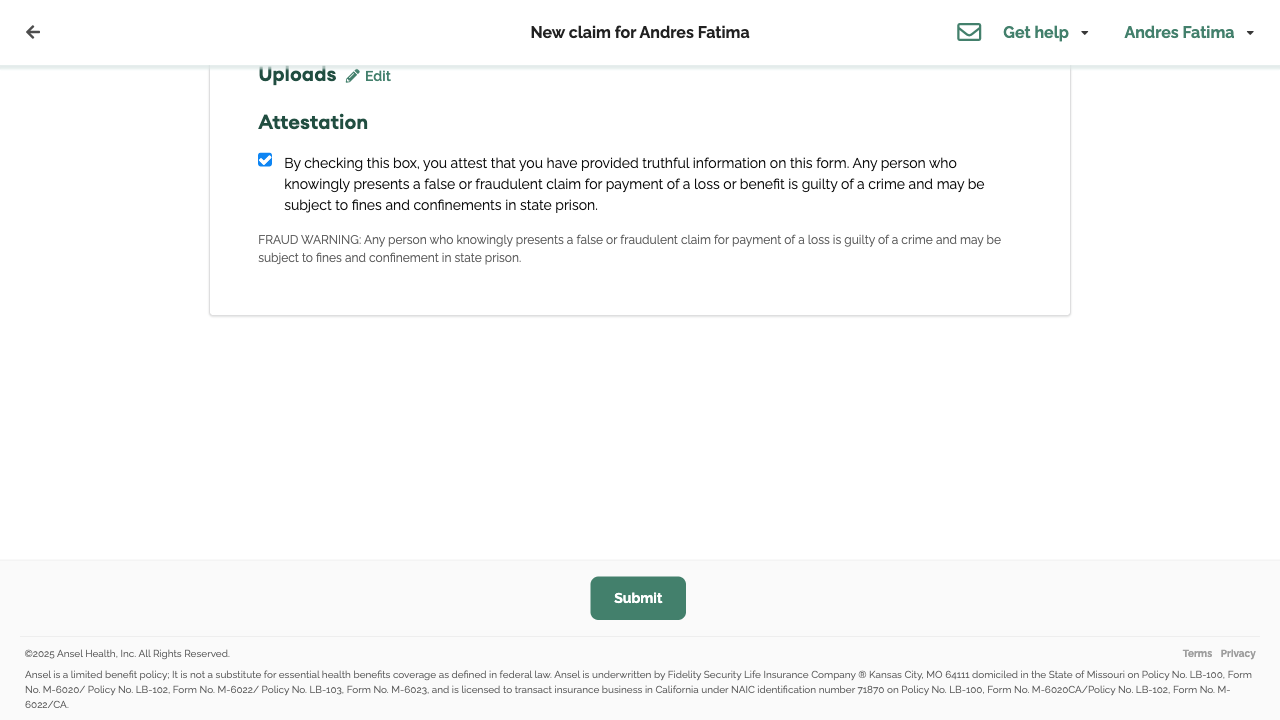 New claim for Andres Fatima
Get help
Andres Fatima
Uploads Edit
Attestation
By checking this box, you attest that you have provided truthful information on this form. Any person who
knowingly presents a false or fraudulent claim for payment of a loss or benefit is guilty of a crime and may be
subject to fines and confinements in state prison.
FRAUD WARNING: Any person who knowingly presents a false or fraudulent claim for payment of a loss is guilty of a crime and may be
subject to fines and confinement in state prison.
Submit
©2025 Ansel Health, Inc. All Rights Reserved.
Terms Privacy
Ansel is a limited benefit policy; It is not a substitute for essential health benefits coverage as defined in federal law. Ansel is underwritten by Fidelity Security Life Insurance Company ® Kansas City, MO 64111 domiciled in the State of Missouri on Policy No. LB-100, Form
No. M-6020/ Policy No. LB-102, Form No. M-6022/ Policy No. LB-103, Form No. M-6023, and is licensed to transact insurance business in California under NAIC identification number 71870 on Policy No. LB-100, Form No. M-6020CA/Policy No. LB-102, Form No. M-
6022/CA.